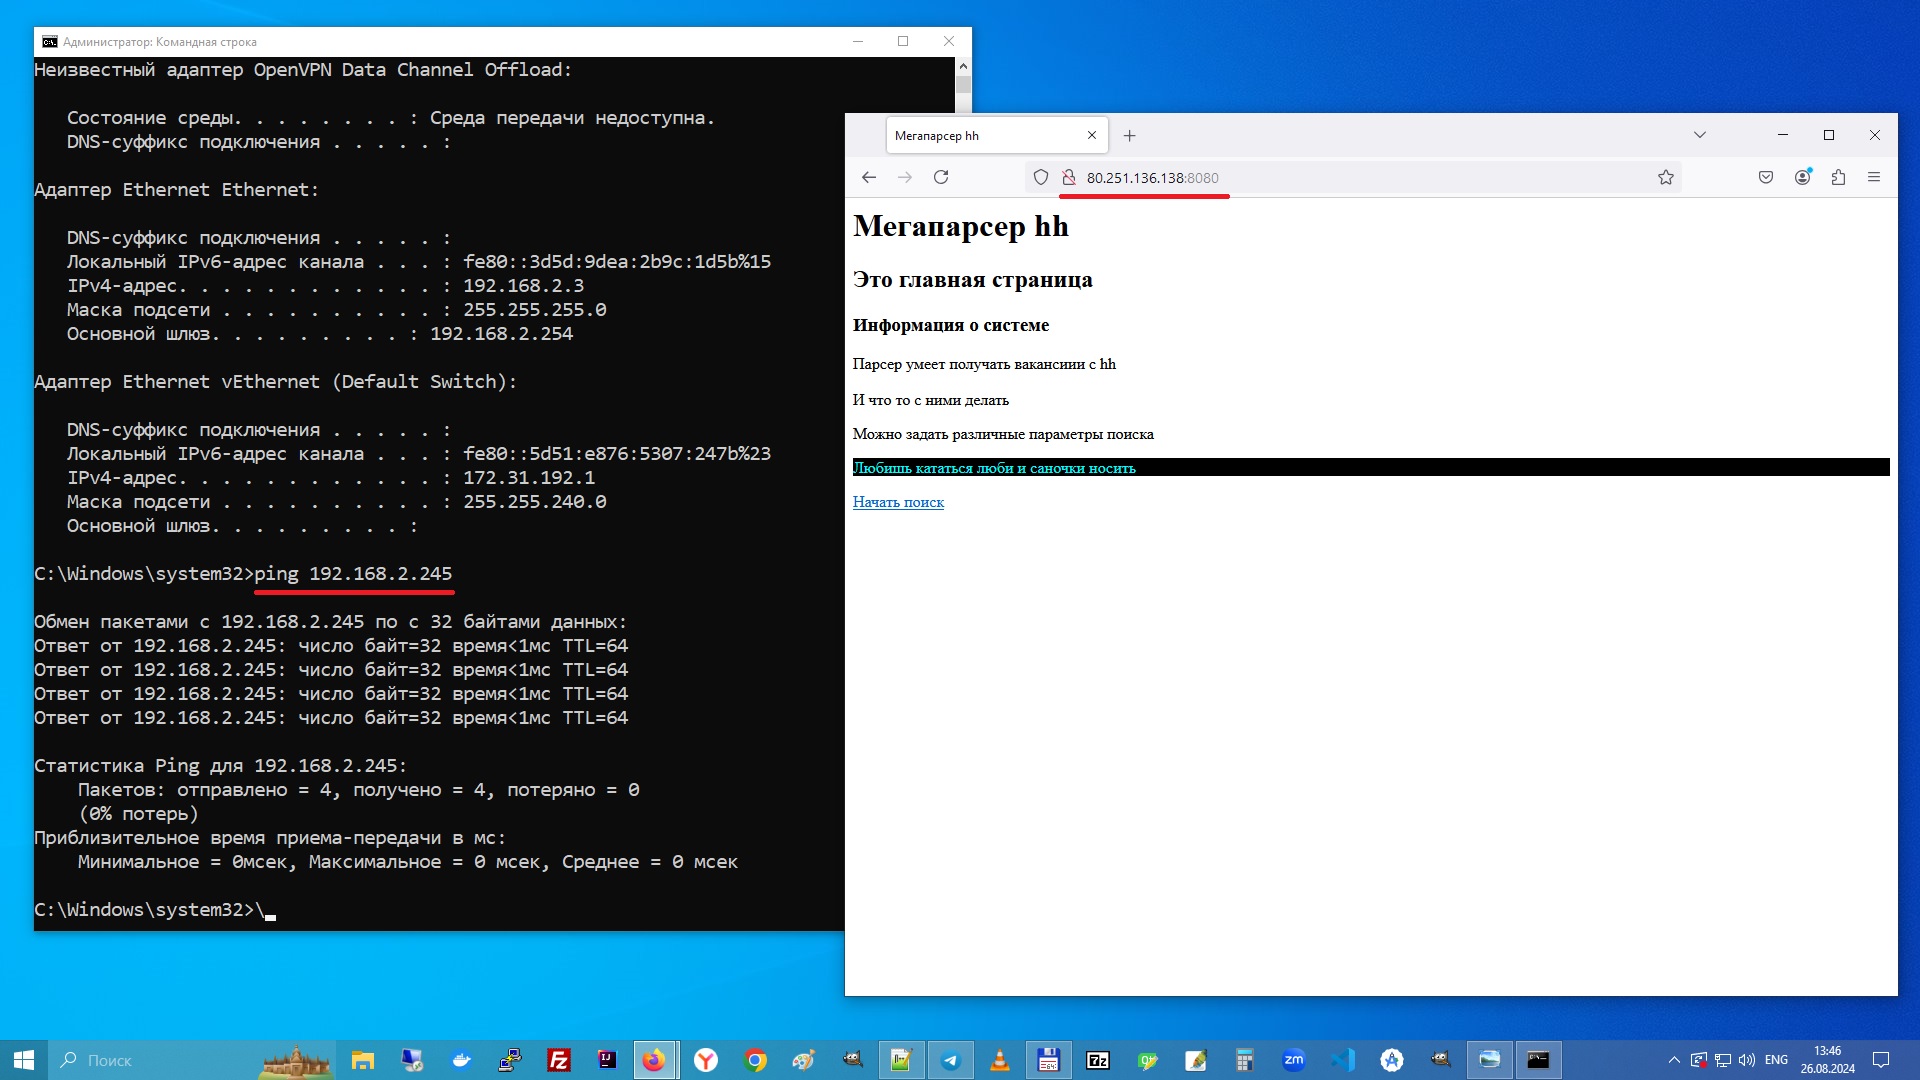 Администратор: Командная строка
Неизвестный адаптер OpenVPN Data Channel Offload:
Состояние среды. . . . . . . . : Среда передачи недоступна.
DNS-суффикс подключения . . . . . :
Адаптер Ethernet Ethernet:
DNS-суффикс подключения . . . . . :
Локальный IPv6-адрес канала . . . : fe80::3d5d:9dea:2b9c:1d5b%15
IPv4-адрес. . . . . . . . . . . . : 192.168.2.3
Маска подсети . . . . . . . . . . : 255.255.255.0
Основной шлюз. . . . . . . . . : 192.168.2.254
Адаптер Ethernet vEthernet (Default Switch):
DNS-суффикс подключения . . . . . :
Локальный IPv6-адрес канала . . . : fe80::5d51:e876:5307:247b%23
IPv4-адрес. . . . . . . . . . . . : 172.31.192.1
Маска подсети . . . . . . . . . . : 255.255.240.0
Основной шлюз. . . . . . . . . :
C:\Windows\system32>ping 192.168.2.245
Обмен пакетами с 192.168.2.245 по с 32 байтами данных:
Ответ от 192.168.2.245: число байт=32 время<1мс TTL=64
Ответ от 192.168.2.245: число байт=32 время<1мс TTL=64
Ответ от 192.168.2.245: число байт=32 время<1мс TTL=64
Ответ от 192.168.2.245: число байт=32 время<1мс TTL=64
Статистика Ping для 192.168.2.245:
Пакетов: отправлено = 4, получено = 4, потеряно = 0
(0% потерь)
Приблизительное время приема-передачи в мс:
Минимальное = 0мсек, Максимальное = 0 мсек, Среднее = 0 мсек
C:\Windows\system32>\
Мегапарсер hh
80.251.136.138:8080
Мегапарсер hh
Это главная страница
Информация о системе
Парсер умеет получать вакансиии с hh
И что то с ними делать
Можно задать различные параметры поиска
Любишь кататься люби и саночки носить
Начать поиск
Поиск
ENG
13:46
26.08.2024